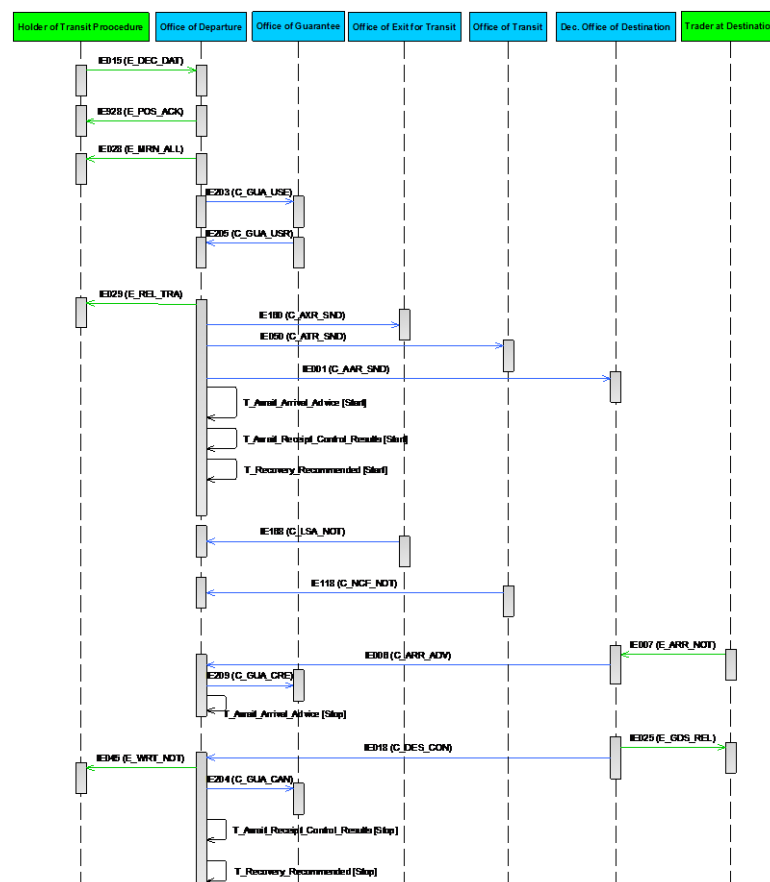 Holder of Transit Proocedure
Office of Departure
Office of Guarantee
Office of Exit for Transit
Office of Transit
Dec. Office of Destination
Trader at Destination
IE015 (E_DEC_DAT)
IE928 (E_POS_ACK)
IE028 (E_MRN_ALL)
IE203 (C_GUA_USE)
IE205 (C_GUA_USR)
IE029 (E_REL_TRA)
IE160 (C_AXR_SND)
IE050 (C_ATR_SND)
IE001 (C_AAR_SND)
T_Await_Arrival_Advice [Start]
T_Await_Receipt_Control_Results [Start]
T_Recovery_Recommended [Start]
IE168 (C_LSA_NOT)
IE118 (C_NCF_NOT)
IE007 (E_ARR_NOT)
IE006 (C_ARR_ADV)
IE209 (C_GUA_CRE)
T_Await_Arrival_Advice [Stop]
IE025 (E_GDS_REL)
IE018 (C_DES_CON)
IE045 (E_WRT_NOT)
IE204 (C_GUA_CAN)
T_Await_Receipt_Control_Results [Stop]
T_Recovery_Recommended [Stop]